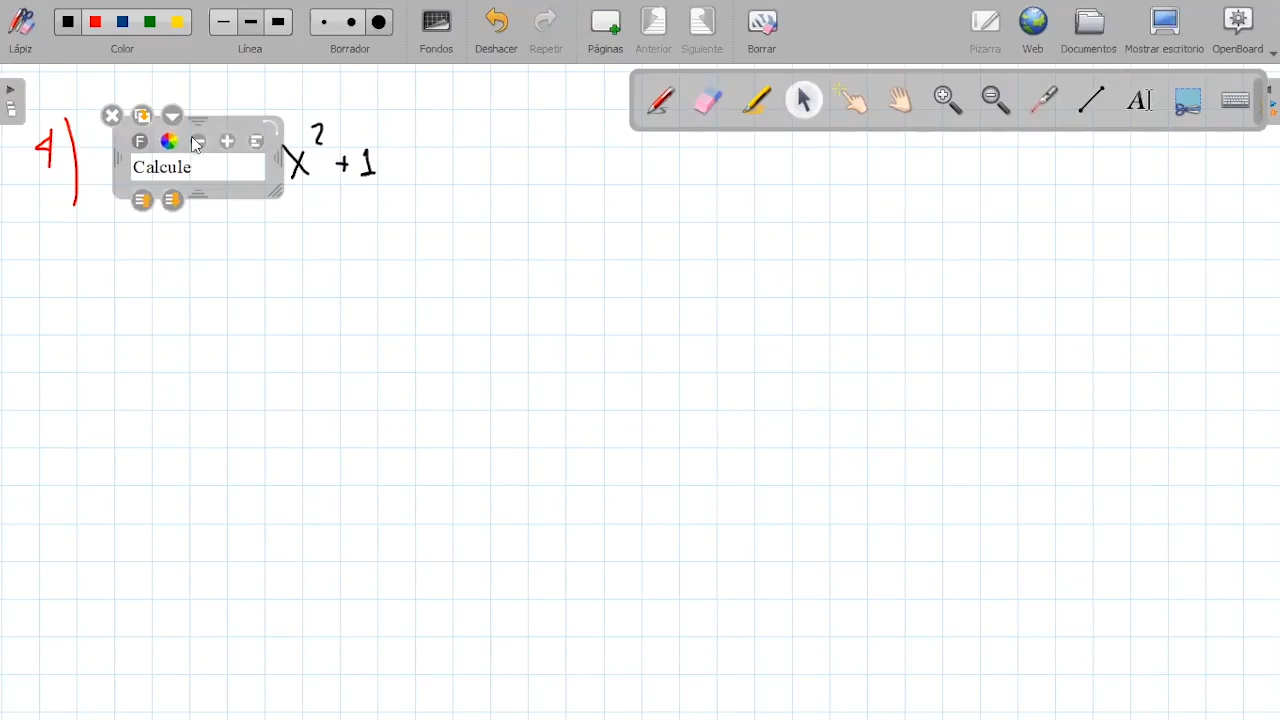 Lápiz Color Línea Borrador Fondos Deshacer Repetir Páginas Anterior Siguiente Borrar Pizarra Web Documentos Mostrar escritorio OpenBoard
4) Calcule x² + 1